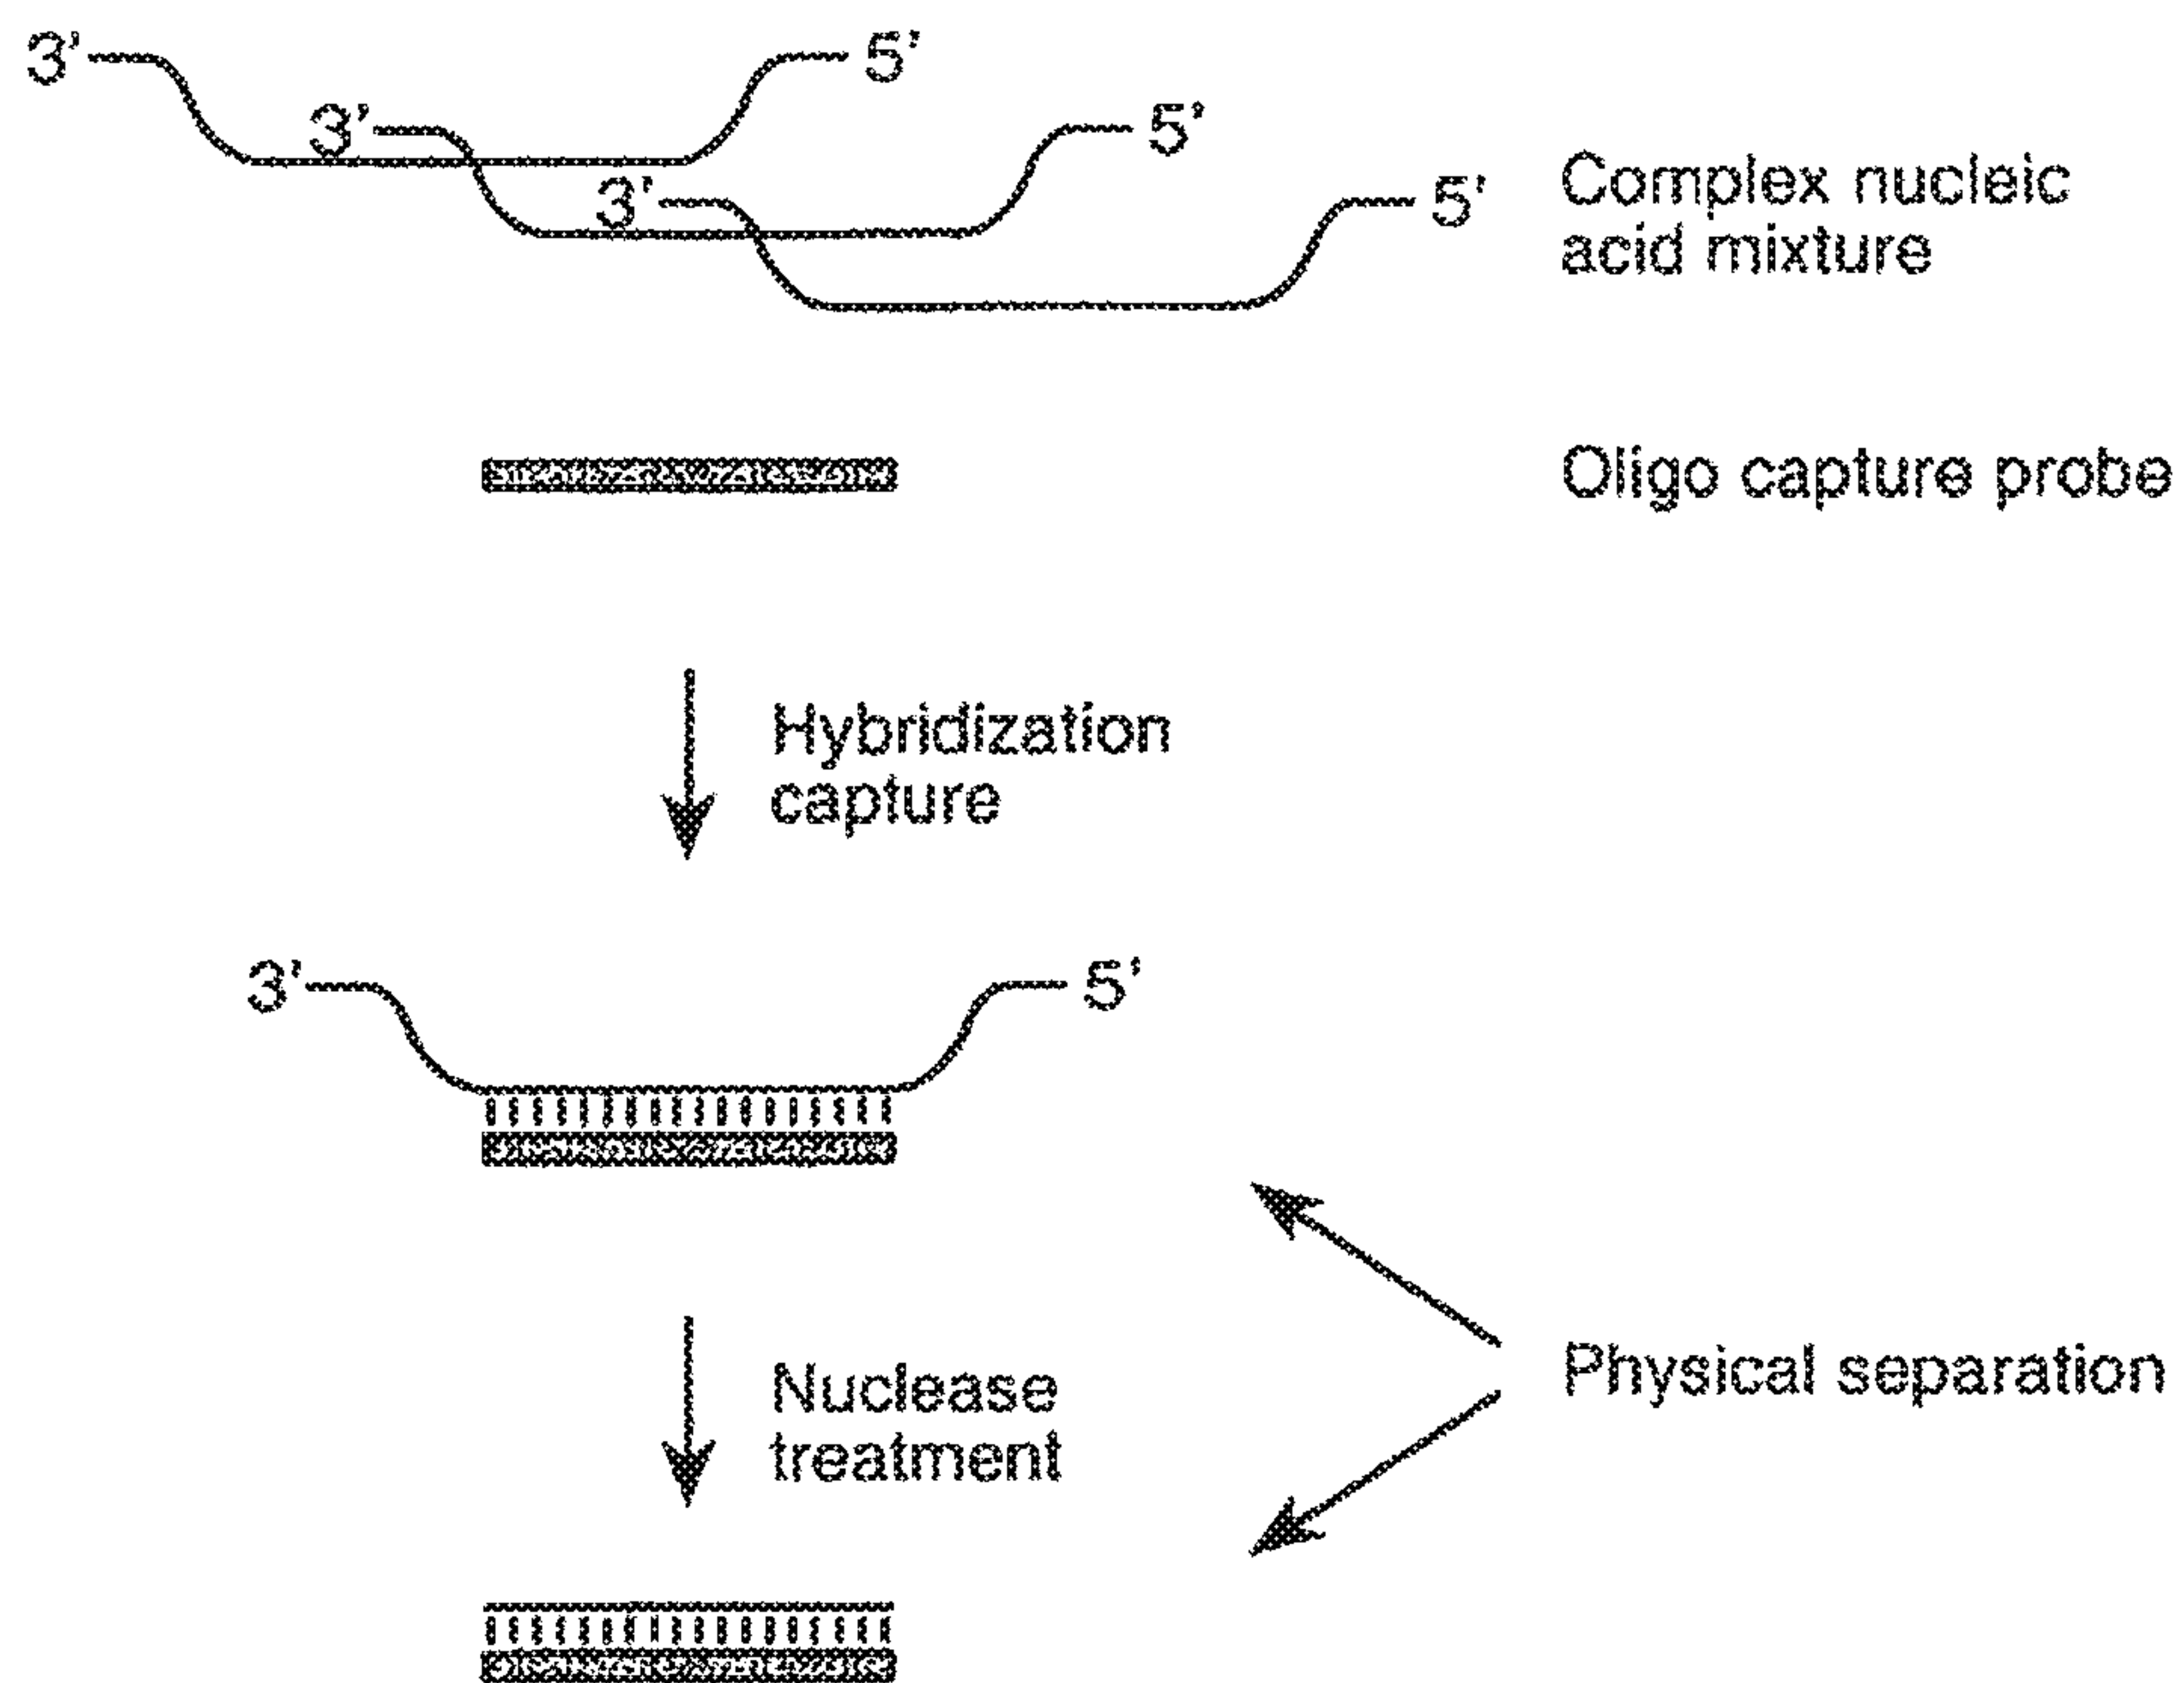 3' 5'
3' 5'
3' 5'
Complex nucleic
acid mixture
Oligo capture probe
Hybridization
capture
3' 5'
Nuclease
treatment
Physical separation